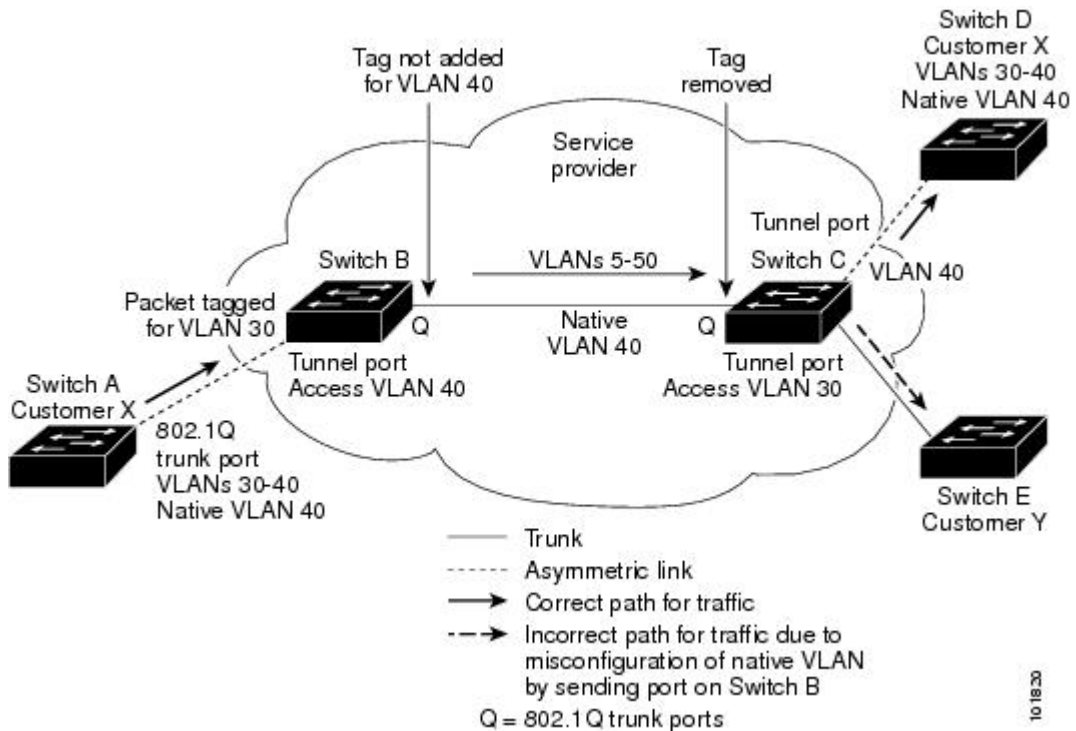 Tag not added
for VLAN 40
Tag
removed
Switch D
Customer X
VLANs 30-40
Native VLAN 40
Service
provider
Tunnel port
Switch B
VLANs 5-50
Switch C
VLAN 40
Packet tagged
for VLAN 30
Q
Native
VLAN 40
Q
Tunnel port
Access VLAN 40
Tunnel port
Access VLAN 30
Switch A
Customer X
802.1Q
trunk port
VLANs 30-40
Native VLAN 40
Switch E
Customer Y
Trunk
Asymmetric link
Correct path for traffic
Incorrect path for traffic due to
misconfiguration of native VLAN
by sending port on Switch B
Q = 802.1Q trunk ports
101820